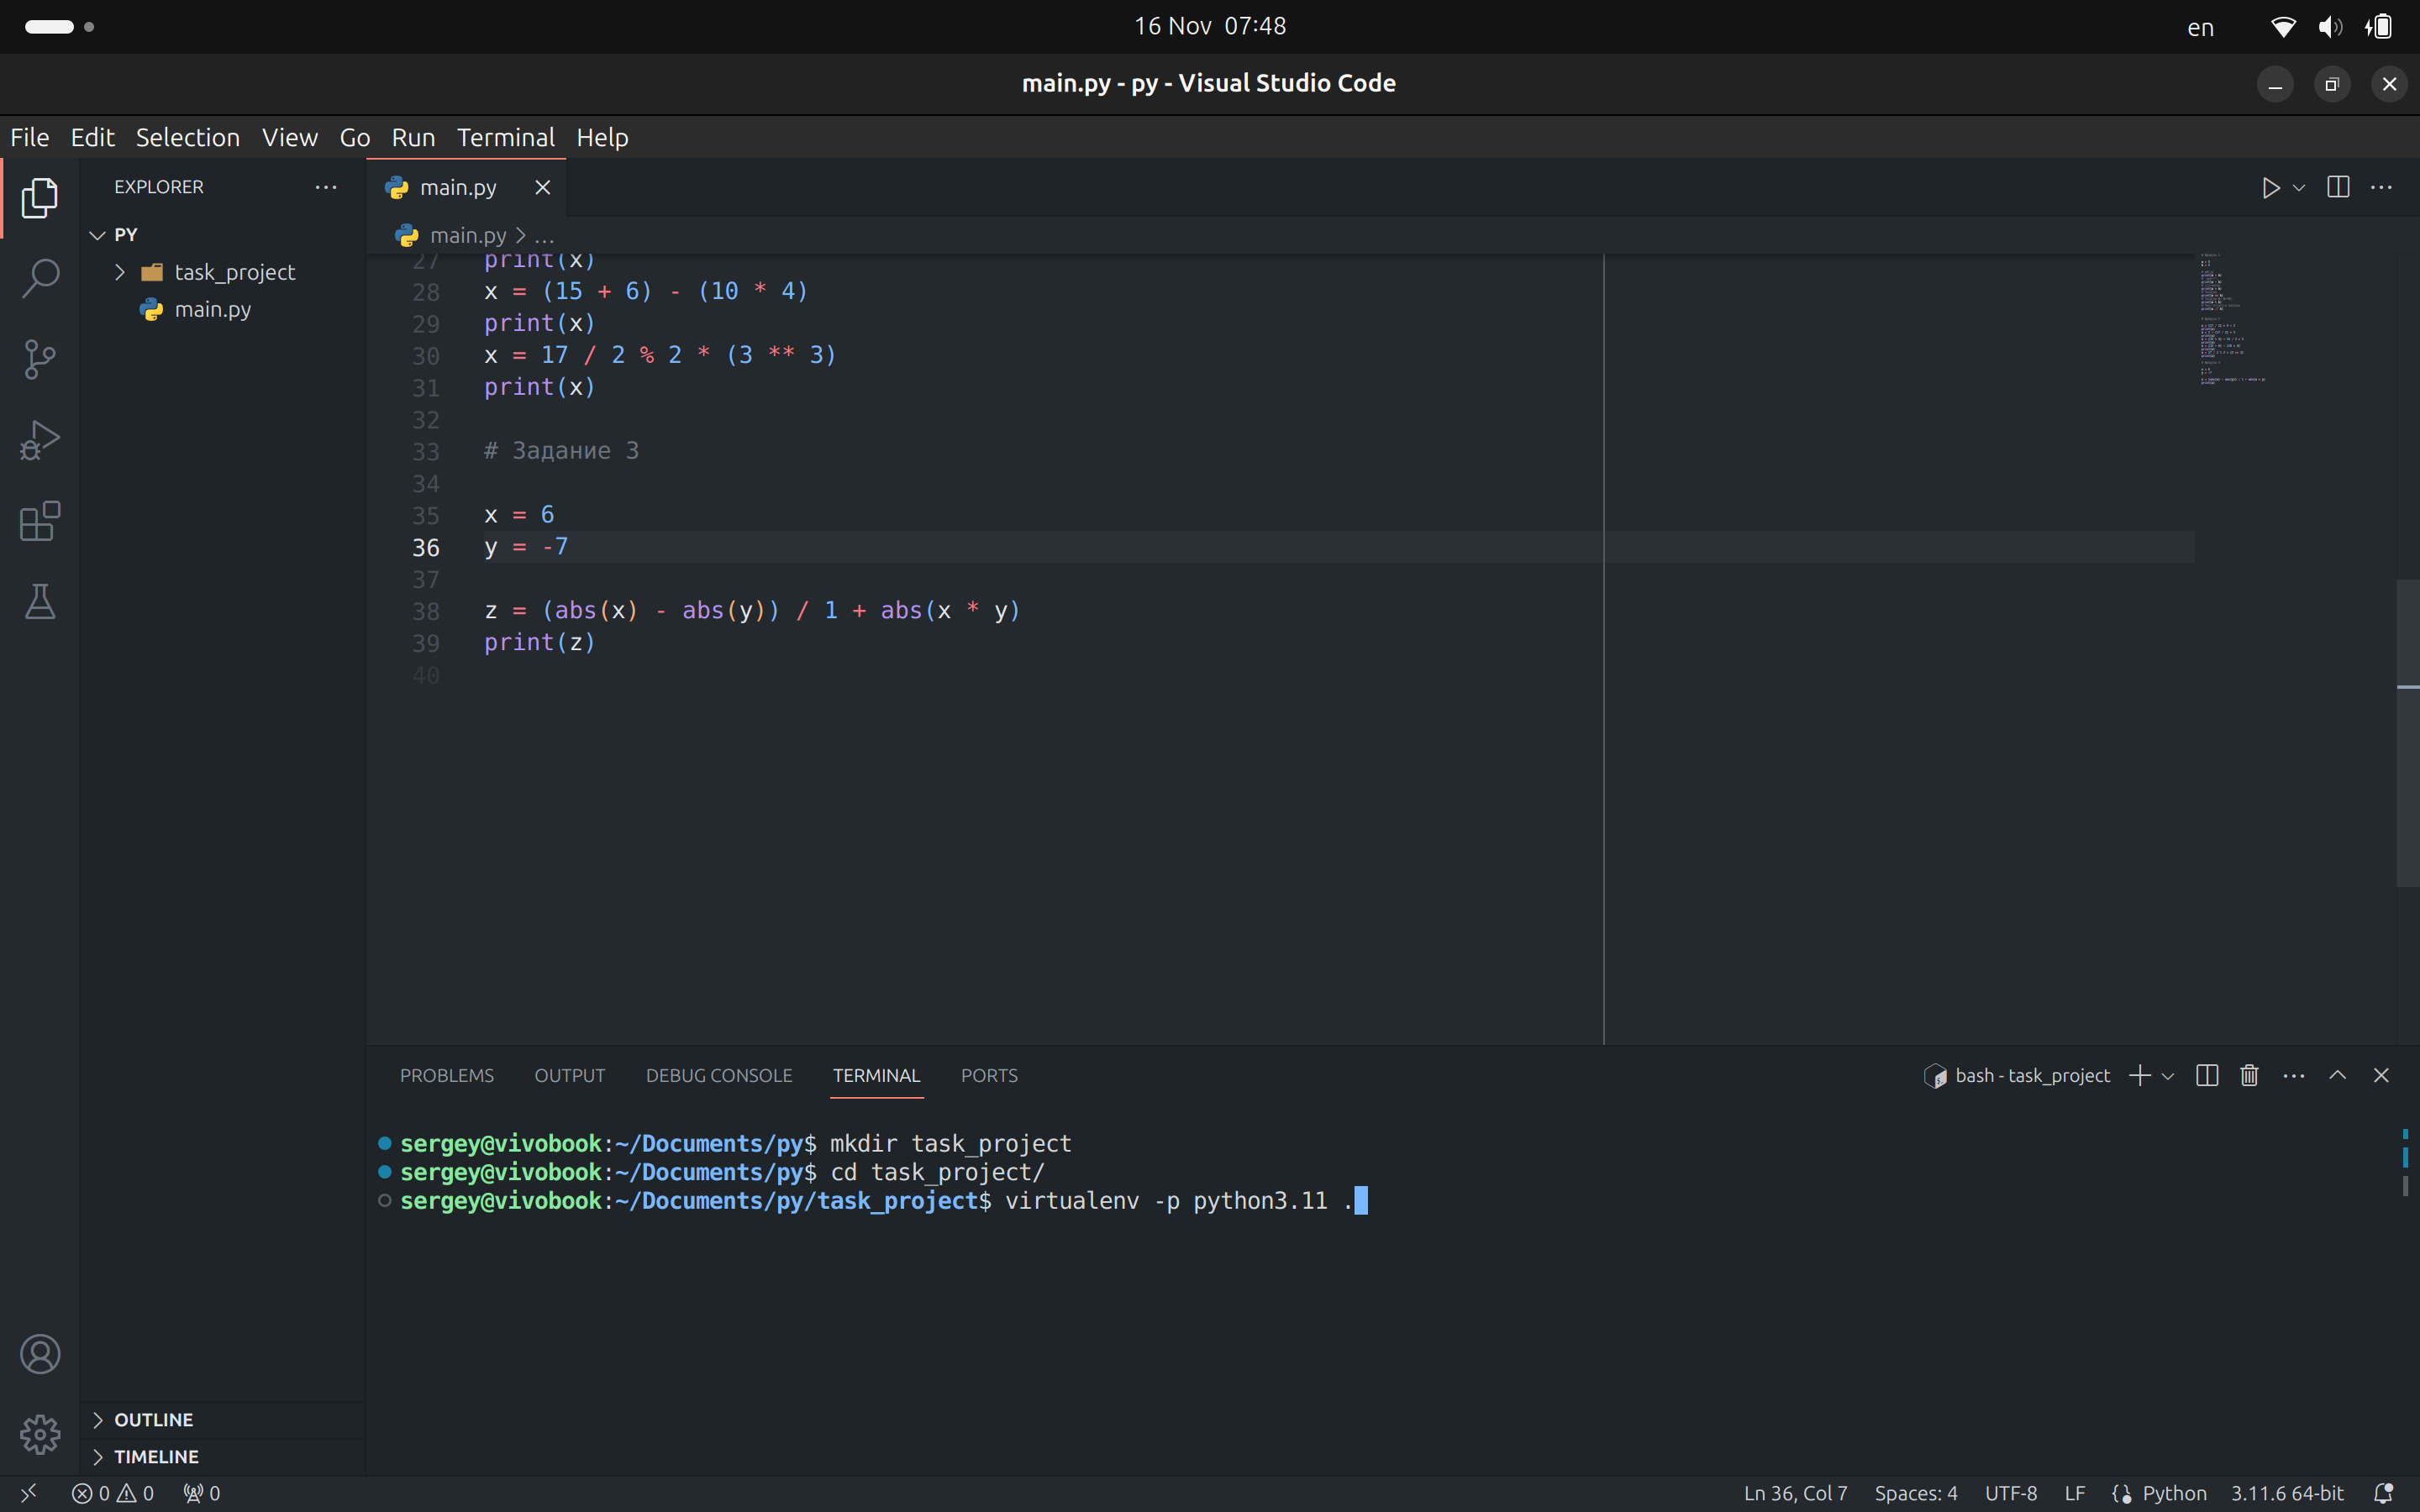 16 Nov 07:48
en
main.py - py - Visual Studio Code
File Edit Selection View Go Run Terminal Help
EXPLORER
main.py
PY
main.py > ...
task_project
main.py
27 print(x)
28 x = (15 + 6) - (10 * 4)
29 print(x)
30 x = 17 / 2 % 2 * (3 ** 3)
31 print(x)
32
33 # Задание 3
34
35 x = 6
36 y = -7
37
38 z = (abs(x) - abs(y)) / 1 + abs(x * y)
39 print(z)
40
PROBLEMS OUTPUT DEBUG CONSOLE TERMINAL PORTS
bash - task_project
sergey@vivobook:~/Documents/py$ mkdir task_project
sergey@vivobook:~/Documents/py$ cd task_project/
sergey@vivobook:~/Documents/py/task_project$ virtualenv -p python3.11 .
OUTLINE
TIMELINE
0 0 0
Ln 36, Col 7 Spaces: 4 UTF-8 LF Python 3.11.6 64-bit